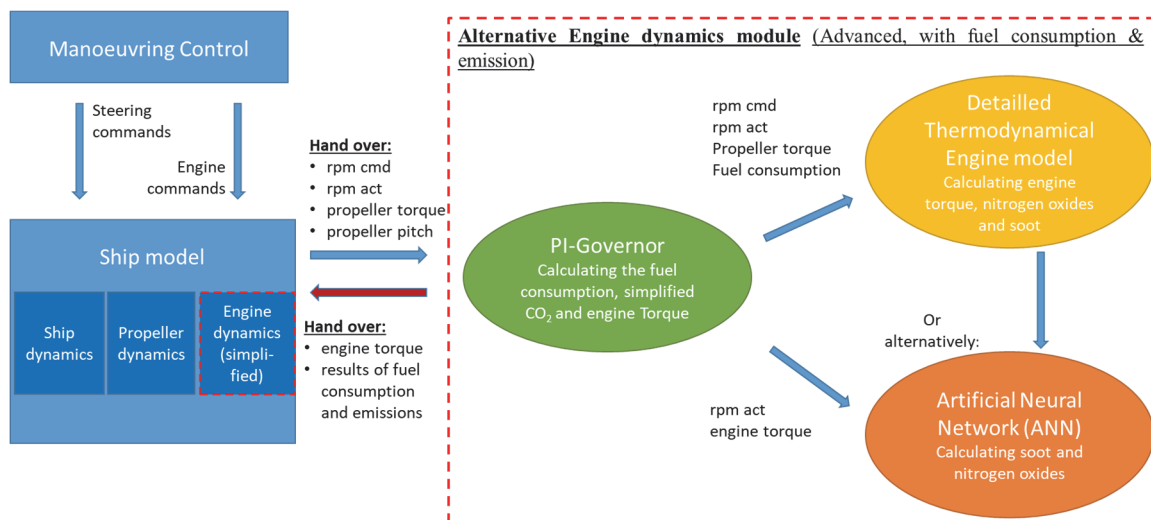 Manoeuvring Control
Steering
commands
Engine
commands
Ship model
Ship
dynamics
Propeller
dynamics
Engine
dynamics
(simpli-
fied)
Hand over:
• rpm cmd
• rpm act
• propeller torque
• propeller pitch
Hand over:
• engine torque
• results of fuel
consumption
and emissions
Alternative Engine dynamics module (Advanced, with fuel consumption &
emission)
PI-Governor
Calculating the fuel
consumption, simplified
CO₂ and engine Torque
rpm cmd
rpm act
Propeller torque
Fuel consumption
Detailled
Thermodynamical
Engine model
Calculating engine
torque, nitrogen oxides
and soot
Or
alternatively:
rpm act
engine torque
Artificial Neural
Network (ANN)
Calculating soot and
nitrogen oxides